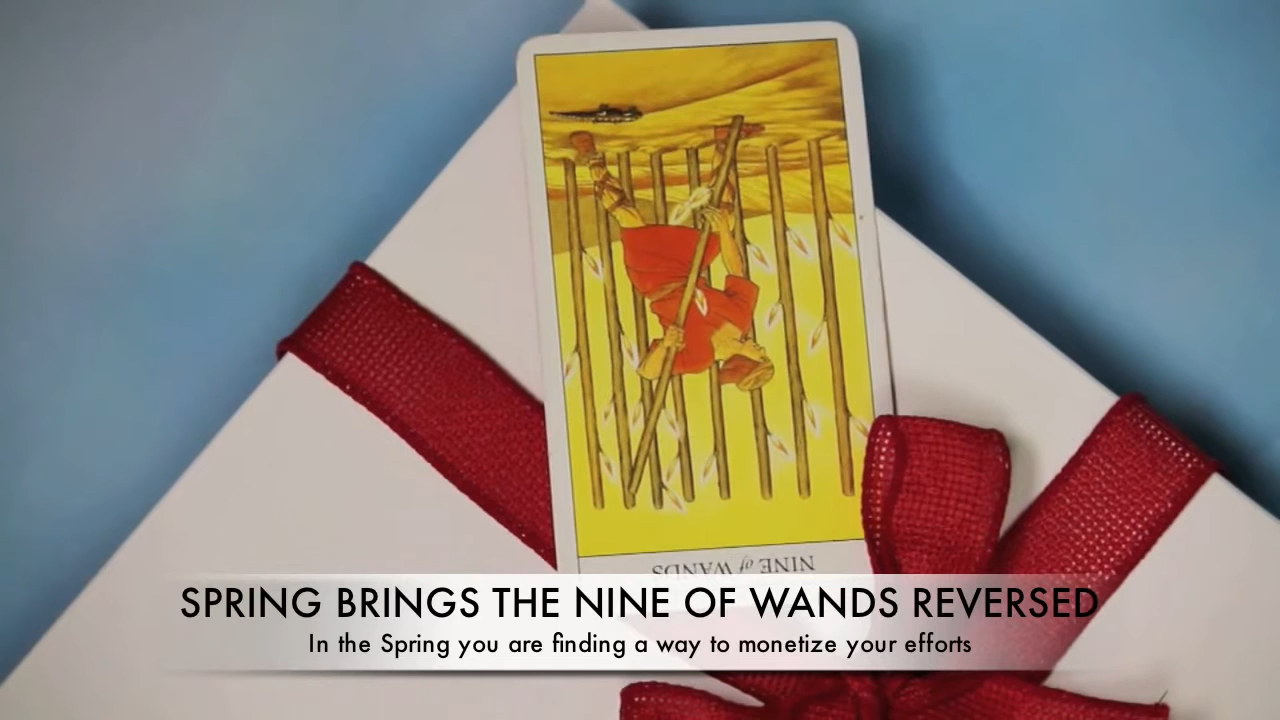 NINE of WANDS
SPRING BRINGS THE NINE OF WANDS REVERSED
In the Spring you are finding a way to monetize your efforts